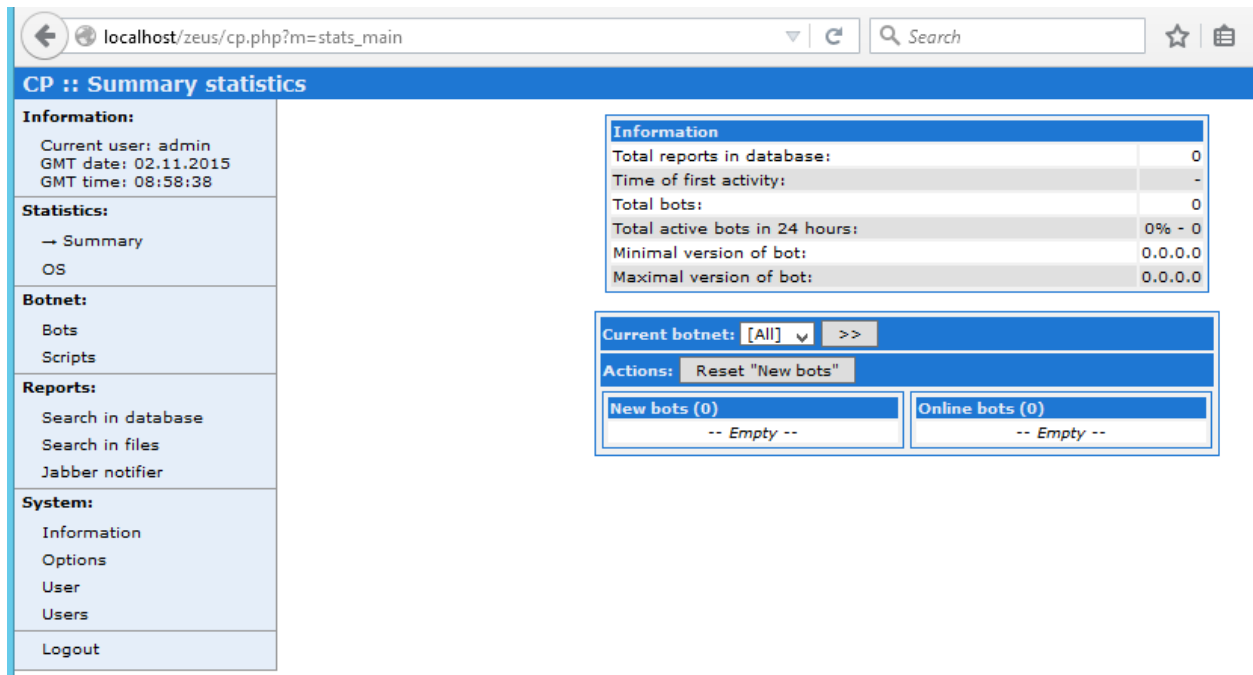 localhost/zeus/cp.php?m=stats_main
Search
CP :: Summary statistics
Information:
Current user: admin
GMT date: 02.11.2015
GMT time: 08:58:38
Statistics:
→ Summary
OS
Botnet:
Bots
Scripts
Reports:
Search in database
Search in files
Jabber notifier
System:
Information
Options
User
Users
Logout
Information
Total reports in database: 0
Time of first activity: -
Total bots: 0
Total active bots in 24 hours: 0% - 0
Minimal version of bot: 0.0.0.0
Maximal version of bot: 0.0.0.0
Current botnet: [All] >>
Actions: Reset "New bots"
New bots (0) Online bots (0)
-- Empty -- -- Empty --